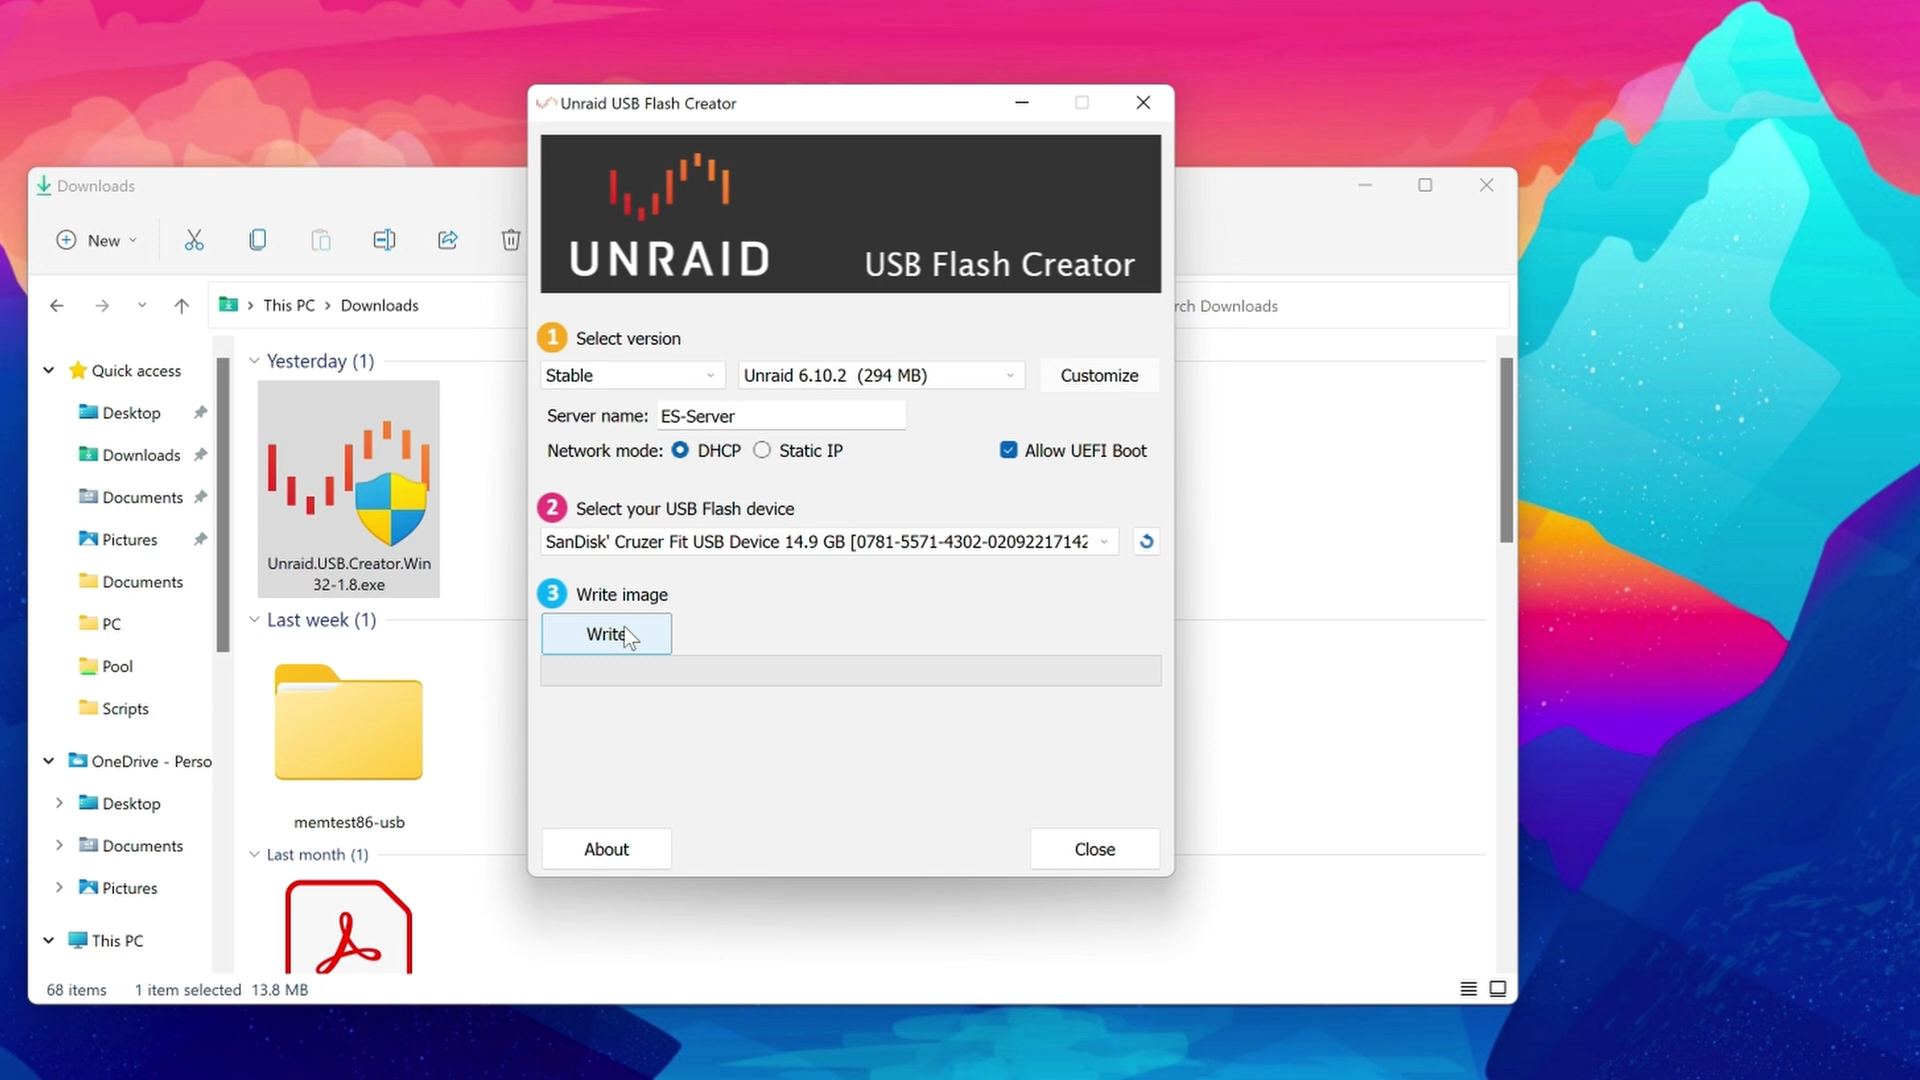 Unraid USB Flash Creator
UNRAID
USB Flash Creator
1 Select version
Stable
Unraid 6.10.2 (294 MB)
Customize
Server name: ES-Server
Network mode: DHCP Static IP
Allow UEFI Boot
2 Select your USB Flash device
SanDisk' Cruzer Fit USB Device 14.9 GB [0781-5571-4302-02092217142
3 Write image
Write
About
Close
Downloads
New
This PC > Downloads
rch Downloads
Quick access
Desktop
Downloads
Documents
Pictures
Documents
PC
Pool
Scripts
OneDrive - Perso
Desktop
Documents
Pictures
This PC
Yesterday (1)
Unraid.USB.Creator.Win
32-1.8.exe
Last week (1)
memtest86-usb
Last month (1)
68 items
1 item selected 13.8 MB